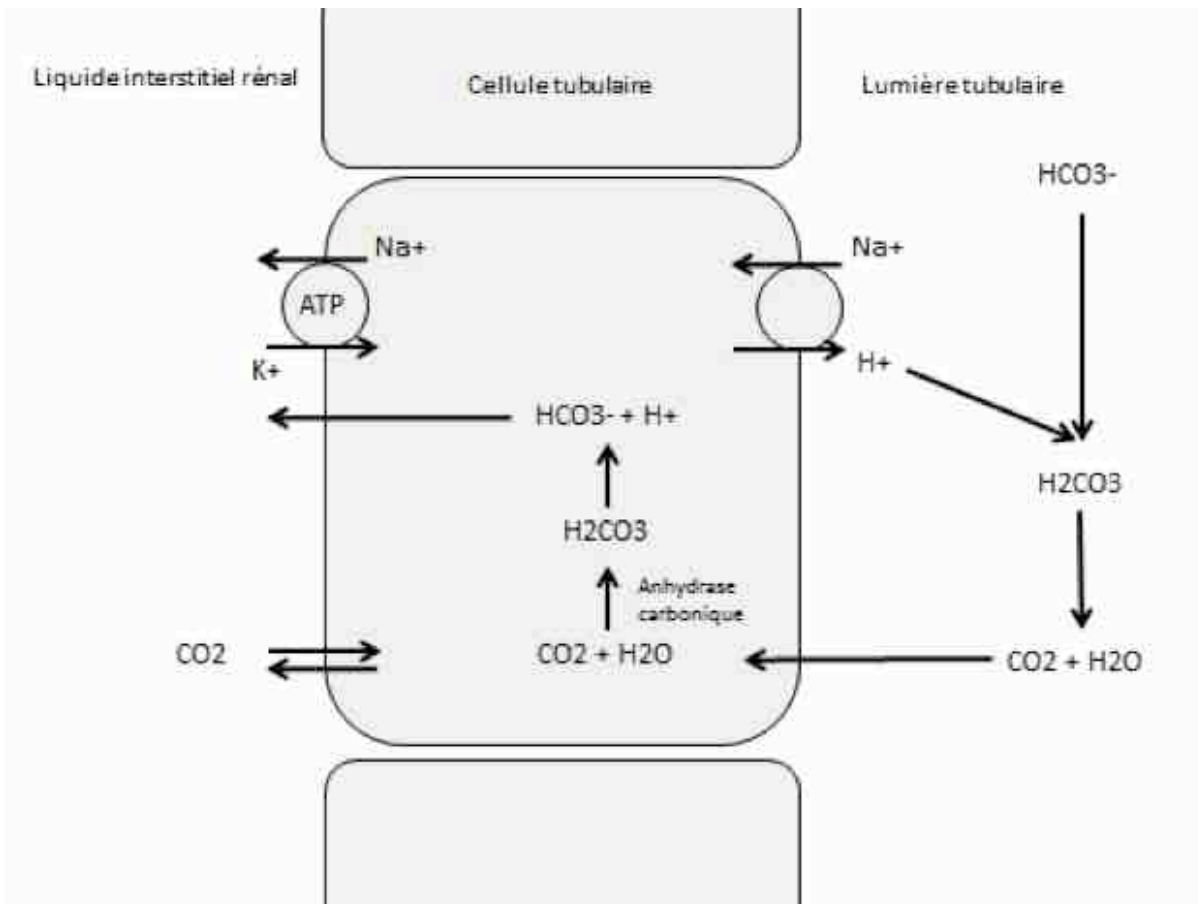 Liquide interstitiel rénal
Cellule tubulaire
Lumière tubulaire
HCO3-
Na+
Na+
ATP
K+
H+
HCO3- + H+
H2CO3
H2CO3
Anhydrase
carbonique
CO2
CO2 + H2O
CO2 + H2O